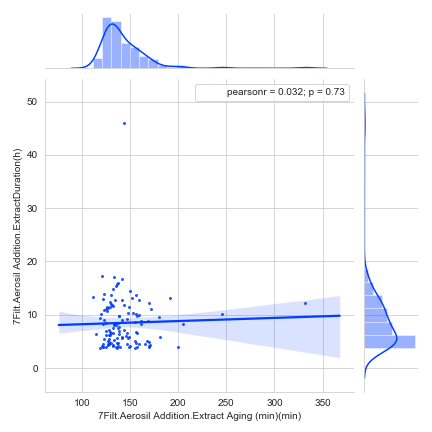 pearsonr = 0.032; p = 0.73
50
40
30
20
10
0
7Filt.Aerosil Addition.ExtractDuration(h)
100 150 200 250 300 350
7Filt.Aerosil Addition.Extract Aging (min)(min)